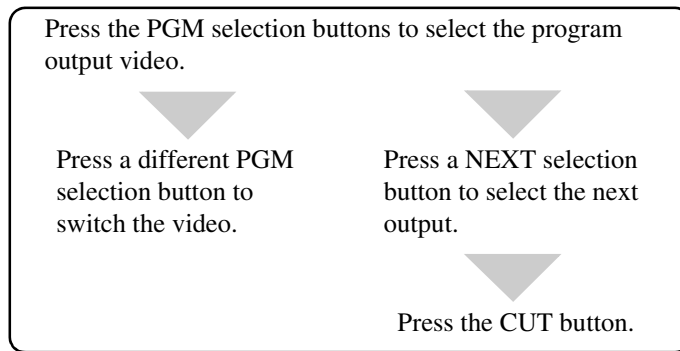 Press the PGM selection buttons to select the program
output video.
Press a different PGM
selection button to
switch the video.
Press a NEXT selection
button to select the next
output.
Press the CUT button.